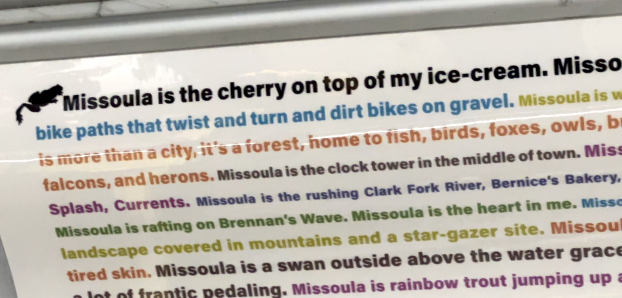 Missoula is the cherry on top of my ice-cream. Misso
bike paths that twist and turn and dirt bikes on gravel. Missoula is w
is more than a city, it's a forest, home to fish, birds, foxes, owls, b
falcons, and herons. Missoula is the clock tower in the middle of town. Miss
Splash, Currents. Missoula is the rushing Clark Fork River, Bernice's Bakery,
Missoula is rafting on Brennan's Wave. Missoula is the heart in me. Misso
landscape covered in mountains and a star-gazer site. Missoul
tired skin. Missoula is a swan outside above the water grace
a lot of frantic pedaling. Missoula is rainbow trout jumping up a